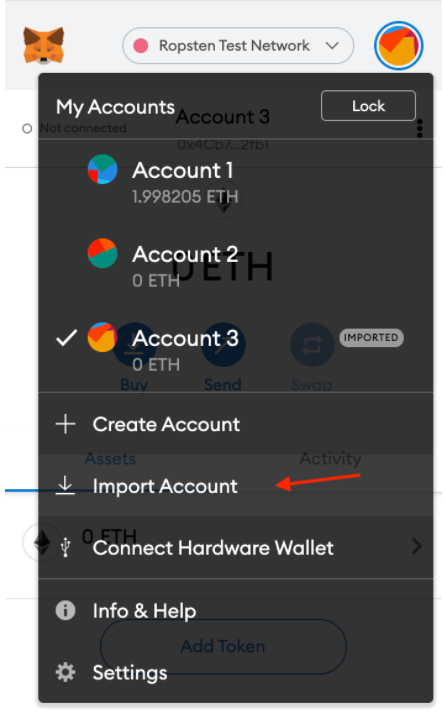 Ropsten Test Network
My Accounts
Lock
Account 3
Not connected
0x4Cb7...2fb1
Account 1
1.998205 ETH
Account 2
0 ETH
0 ETH
Account 3
IMPORTED
0 ETH
Buy
Send
Swap
Create Account
Assets
Activity
Import Account
0 ETH
Connect Hardware Wallet
Info & Help
Add Token
Settings